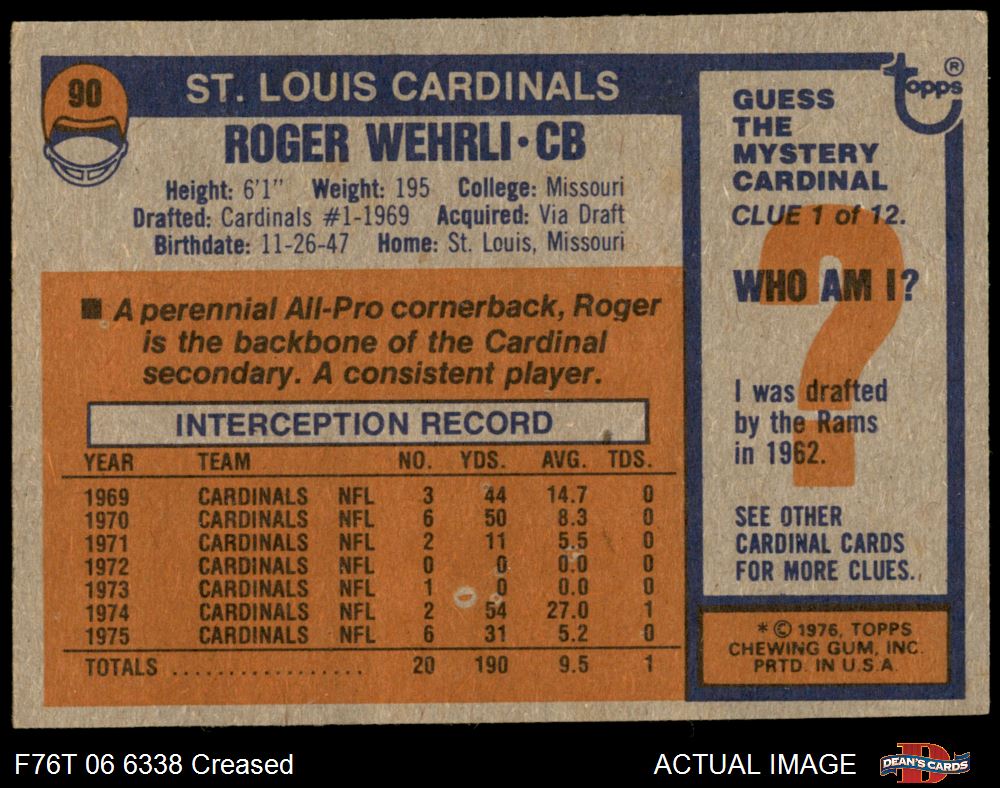 90
ST. LOUIS CARDINALS
ROGER WEHRLI • CB
Height: 6'1" Weight: 195 College: Missouri
Drafted: Cardinals #1-1969 Acquired: Via Draft
Birthdate: 11-26-47 Home: St. Louis, Missouri
■ A perennial All-Pro cornerback, Roger
is the backbone of the Cardinal
secondary. A consistent player.
INTERCEPTION RECORD
YEAR TEAM NO. YDS. AVG. TDS.
1969 CARDINALS NFL 3 44 14.7 0
1970 CARDINALS NFL 6 50 8.3 0
1971 CARDINALS NFL 2 11 5.5 0
1972 CARDINALS NFL 0 0 0.0 0
1973 CARDINALS NFL 1 0 0.0 0
1974 CARDINALS NFL 2 54 27.0 1
1975 CARDINALS NFL 6 31 5.2 0
TOTALS .................. 20 190 9.5 1
Topps ®
GUESS
THE
MYSTERY
CARDINAL
CLUE 1 of 12.
WHO AM I?
?
I was drafted
by the Rams
in 1962.
SEE OTHER
CARDINAL CARDS
FOR MORE CLUES.
* © 1976, TOPPS
CHEWING GUM, INC.
PRTD. IN U.S.A.
F76T 06 6338 Creased
ACTUAL IMAGE
D
DEAN'S CARDS